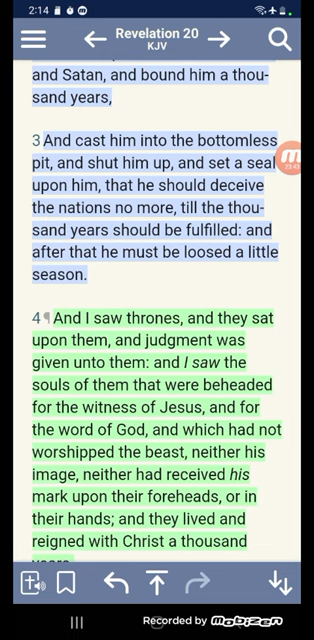 2:14
Revelation 20
KJV
and Satan, and bound him a thou-
sand years,
3 And cast him into the bottomless
pit, and shut him up, and set a seal
upon him, that he should deceive
the nations no more, till the thou-
sand years should be fulfilled: and
after that he must be loosed a little
season.
4 ¶ And I saw thrones, and they sat
upon them, and judgment was
given unto them: and I saw the
souls of them that were beheaded
for the witness of Jesus, and for
the word of God, and which had not
worshipped the beast, neither his
image, neither had received his
mark upon their foreheads, or in
their hands; and they lived and
reigned with Christ a thousand
Recorded by Mobizen